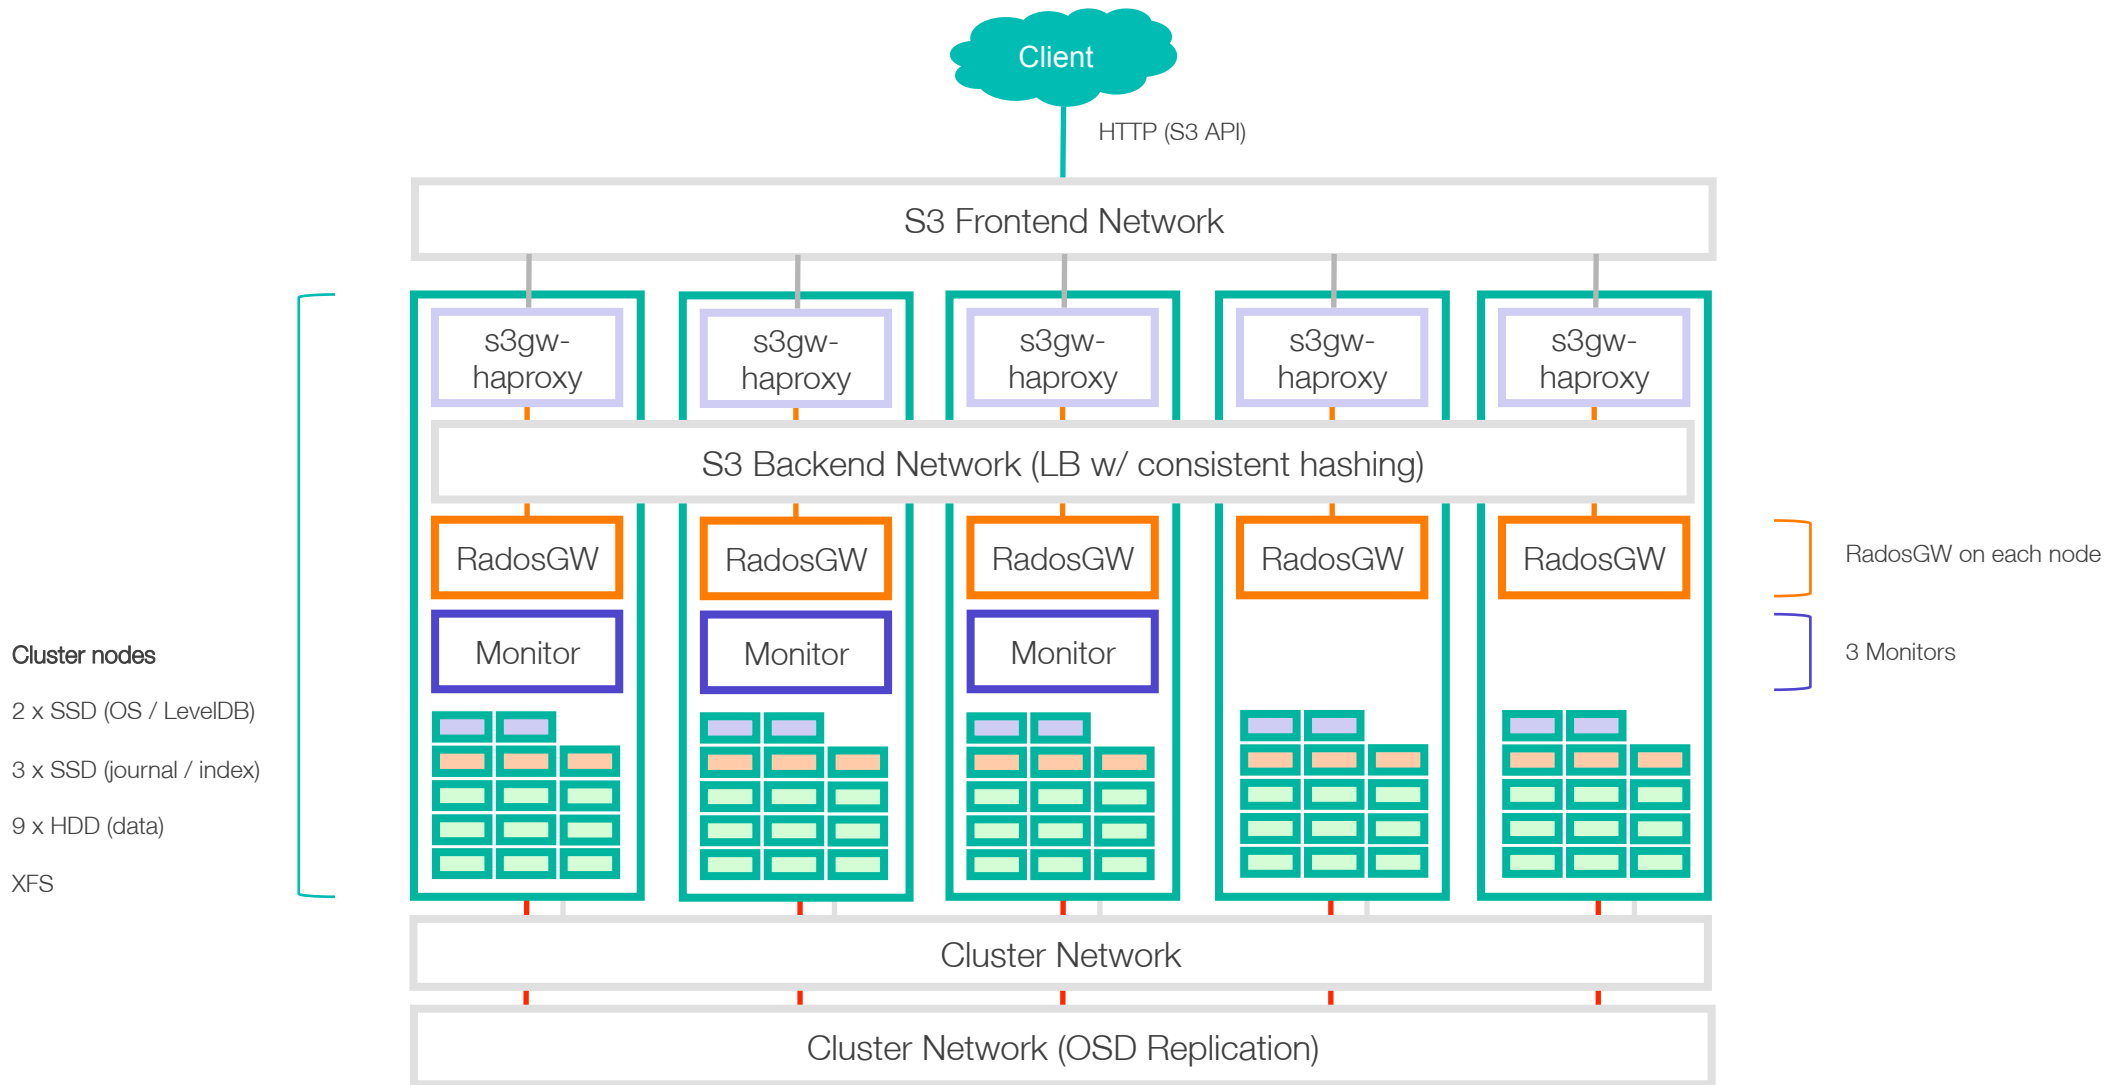 Client
HTTP (S3 API)
S3 Frontend Network
s3gw-
haproxy
s3gw-
haproxy
s3gw-
haproxy
s3gw-
haproxy
s3gw-
haproxy
S3 Backend Network (LB w/ consistent hashing)
RadosGW
RadosGW
RadosGW
RadosGW
RadosGW
RadosGW on each node
Monitor
Monitor
Monitor
3 Monitors
Cluster nodes
2 x SSD (OS / LevelDB)
3 x SSD (journal / index)
9 x HDD (data)
XFS
Cluster Network
Cluster Network (OSD Replication)